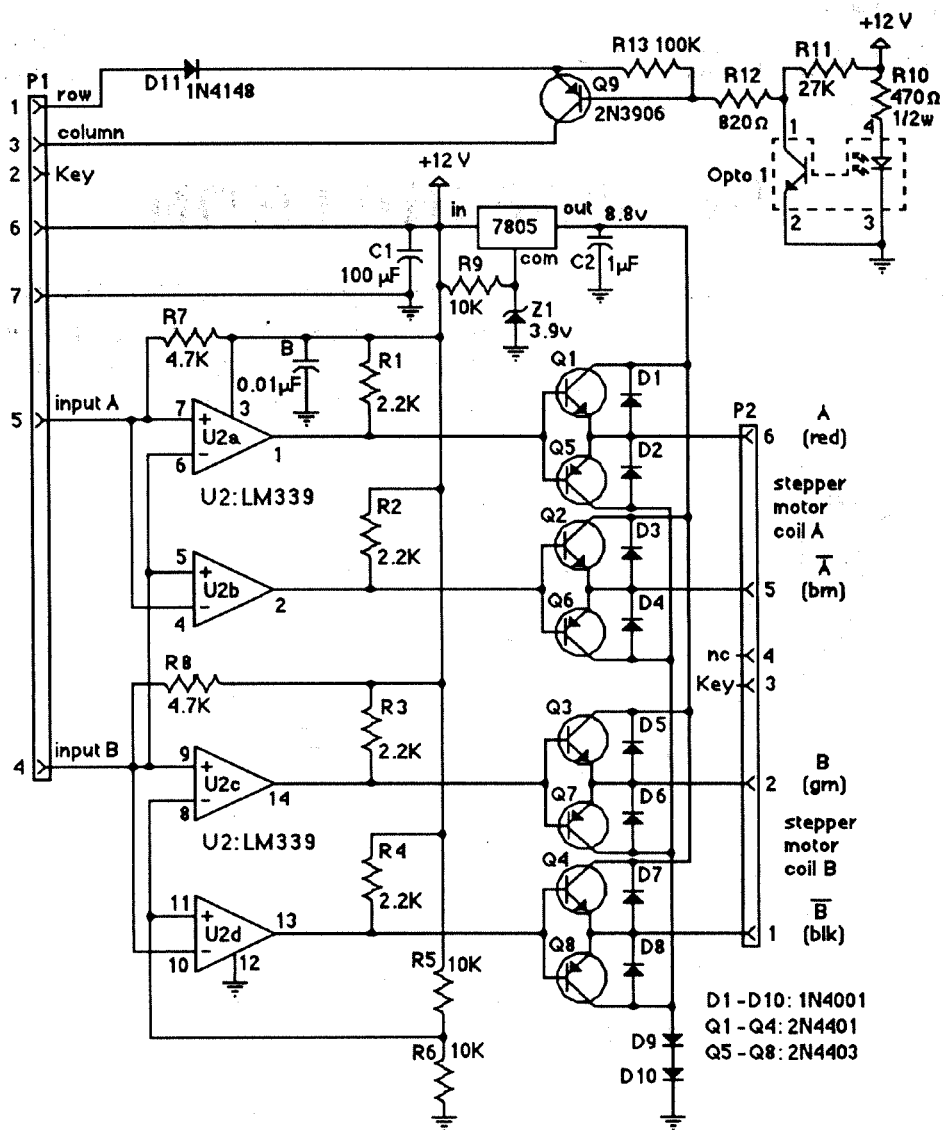 +12 V
R13 100K
R11
P1
D11
1N4148
Q9
R12
27K
R10
1
row
2N3906
820Ω
470Ω
1/2w
3
column
1
4
2
Key
+12 V
Opto 1
in
out
8.8v
2
3
6
7805
C1
com
C2
1µF
100 µF
R9
7
10K
Z1
R7
3.9v
4.7K
B
R1
Q1
0.01µF
D1
3
2.2K
P2
A
5
input A
7
+
U2a
1
6
(red)
6
-
Q5
D2
U2:LM339
R2
Q2
stepper
motor
coil A
2.2K
D3
5
+
A
U2b
2
5
(brn)
4
-
Q6
D4
nc
4
R8
Key
3
4.7K
R3
Q3
D5
2.2K
4
input B
9
+
B
U2c
14
2
(grn)
8
-
Q7
D6
U2:LM339
R4
Q4
stepper
motor
coil B
D7
2.2K
11
+
13
B
U2d
1
(blk)
10
-
12
Q8
D8
R5
10K
D1-D10: 1N4001
Q1-Q4: 2N4401
R6
10K
D9
Q5-Q8: 2N4403
D10